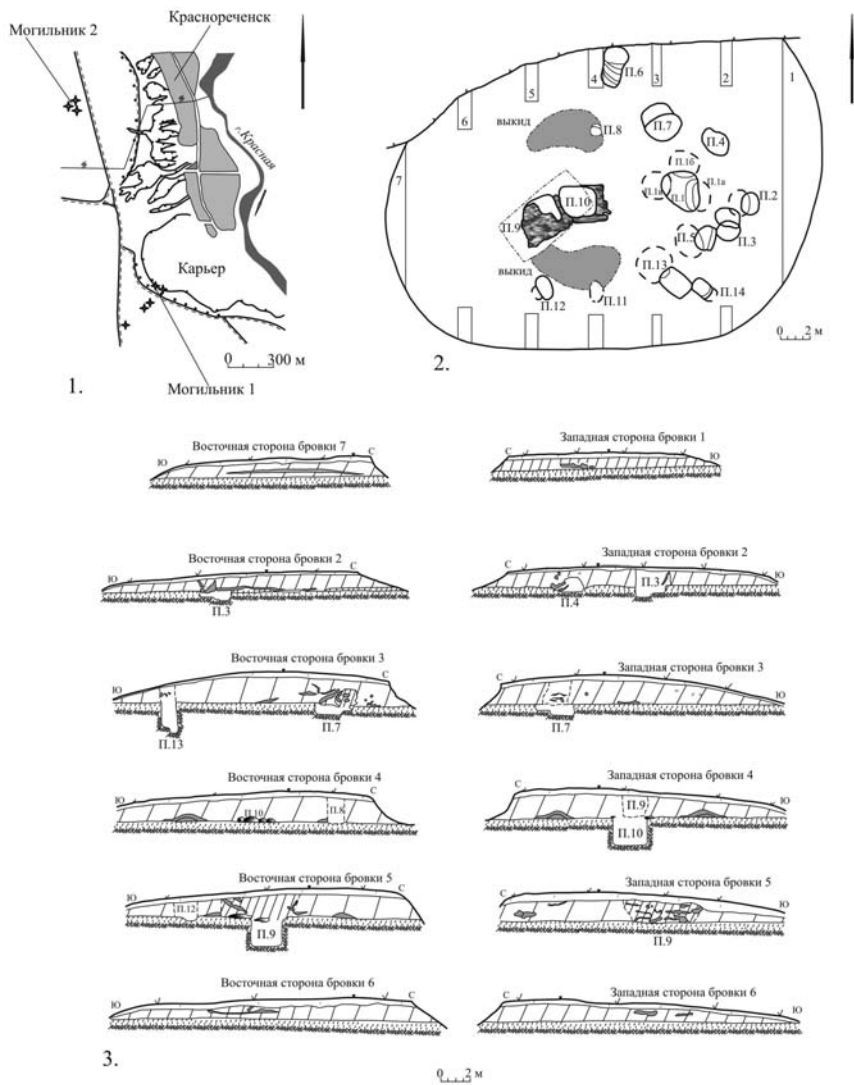 Краснореченск
Могильник 2
р.Красная
Карьер
0 300 м
1.
Могильник 1
1
2
3
4
5
6
7
П.6
выкид
П.8
П.7
П.4
П.1б
П.1в
П.1
П.1а
П.2
П.10
П.9
П.5
П.3
выкид
П.13
П.12
П.11
П.14
0 2 м
2.
Восточная сторона бровки 7
С
Западная сторона бровки 1
С
Ю
Восточная сторона бровки 2
Ю
С
П.3
Западная сторона бровки 2
С
Ю
П.3
П.4
Восточная сторона бровки 3
Ю
С
П.13
П.7
Западная сторона бровки 3
С
Ю
П.7
Восточная сторона бровки 4
Ю
С
П.10
П.8
Западная сторона бровки 4
С
Ю
П.9
П.10
Восточная сторона бровки 5
Ю
С
П.12
П.9
Западная сторона бровки 5
С
Ю
П.9
Восточная сторона бровки 6
Ю
С
Западная сторона бровки 6
С
Ю
3.
0 2 м